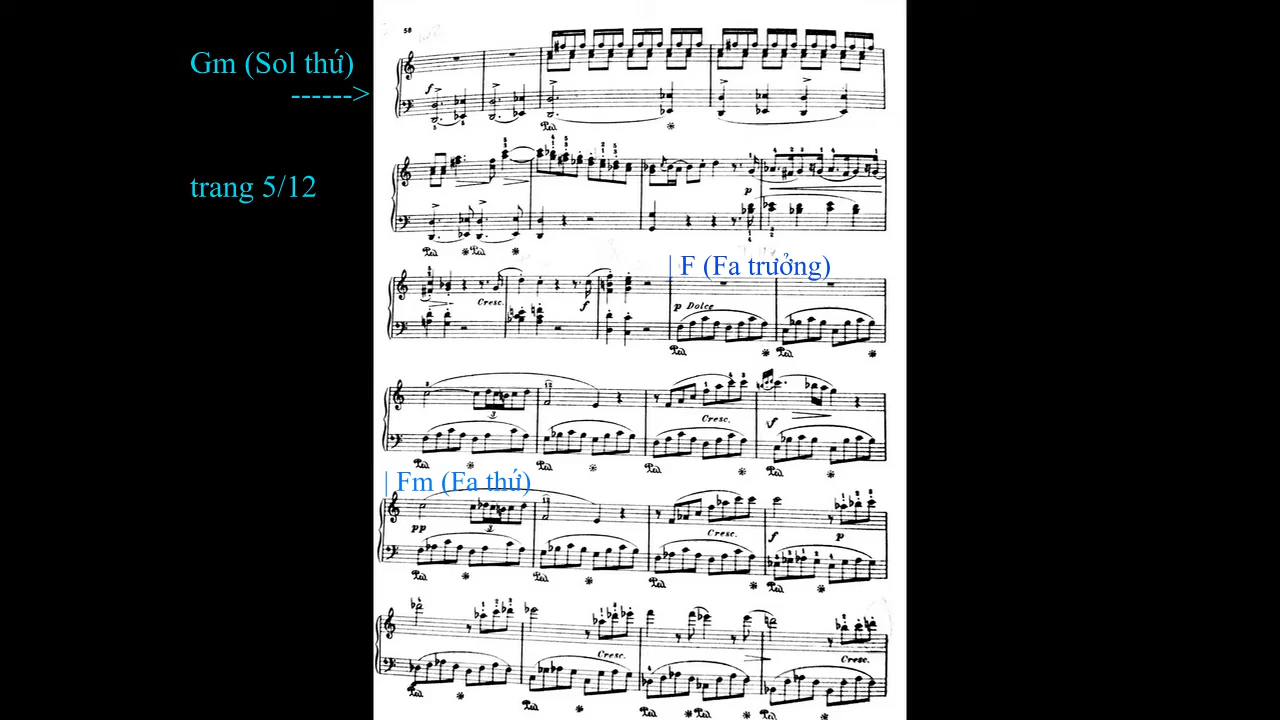 58
Gm (Sol thứ)
------>
f
trang 5/12
p
| F (Fa trưởng)
Cresc.
f
p Dolce
Cresc.
f
| Fm (Fa thứ)
pp
Cresc.
f
p
Cresc.
Cresc.